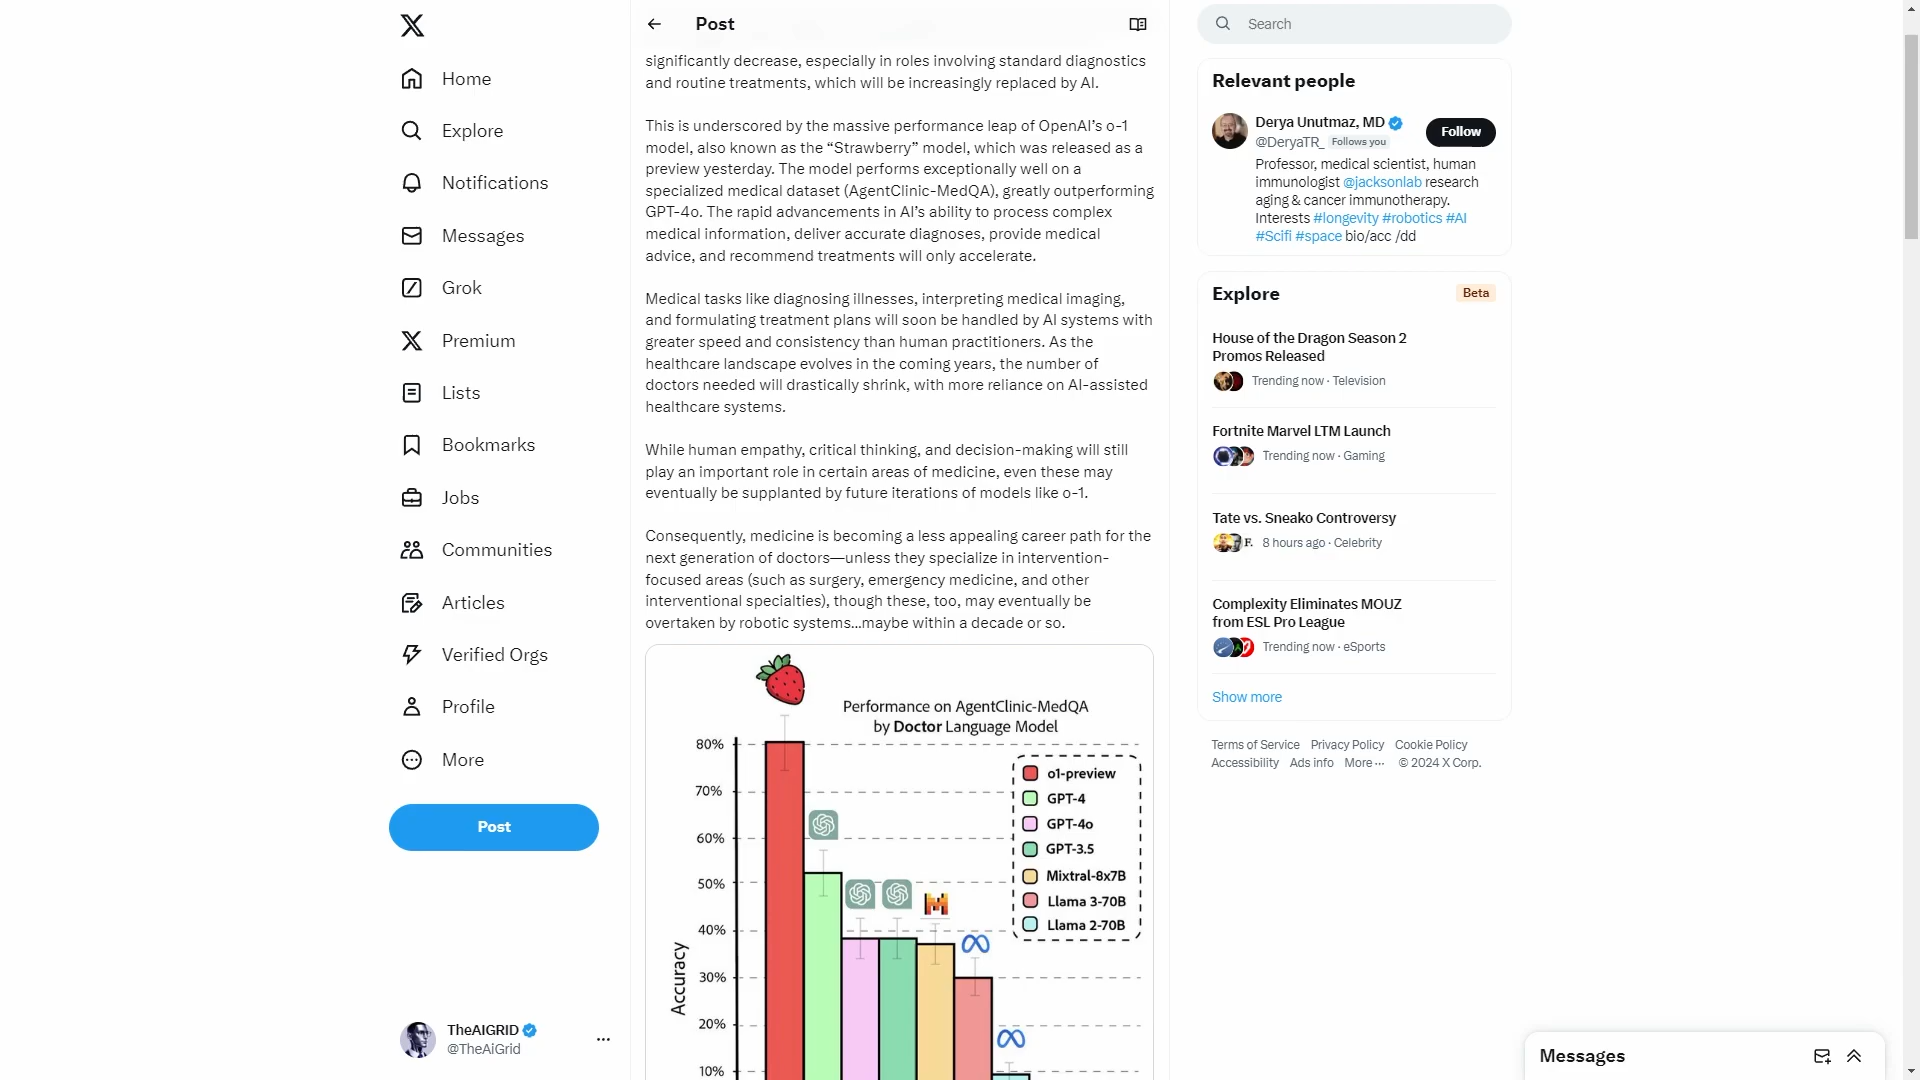 Home
Explore
Notifications
Messages
Grok
Premium
Lists
Bookmarks
Jobs
Communities
Articles
Verified Orgs
Profile
More
Post
TheAIGRID
@TheAiGrid
Post
significantly decrease, especially in roles involving standard diagnostics
and routine treatments, which will be increasingly replaced by AI.
This is underscored by the massive performance leap of OpenAI’s o-1
model, also known as the “Strawberry” model, which was released as a
preview yesterday. The model performs exceptionally well on a
specialized medical dataset (AgentClinic-MedQA), greatly outperforming
GPT-4o. The rapid advancements in AI’s ability to process complex
medical information, deliver accurate diagnoses, provide medical
advice, and recommend treatments will only accelerate.
Medical tasks like diagnosing illnesses, interpreting medical imaging,
and formulating treatment plans will soon be handled by AI systems with
greater speed and consistency than human practitioners. As the
healthcare landscape evolves in the coming years, the number of
doctors needed will drastically shrink, with more reliance on AI-assisted
healthcare systems.
While human empathy, critical thinking, and decision-making will still
play an important role in certain areas of medicine, even these may
eventually be supplanted by future iterations of models like o-1.
Consequently, medicine is becoming a less appealing career path for the
next generation of doctors—unless they specialize in intervention-
focused areas (such as surgery, emergency medicine, and other
interventional specialties), though these, too, may eventually be
overtaken by robotic systems...maybe within a decade or so.
Performance on AgentClinic-MedQA
by Doctor Language Model
80%
70%
60%
50%
40%
30%
20%
10%
Accuracy
o1-preview
GPT-4
GPT-4o
GPT-3.5
Mixtral-8x7B
Llama 3-70B
Llama 2-70B
Search
Relevant people
Derya Unutmaz, MD
@DeryaTR_ Follows you
Follow
Professor, medical scientist, human
immunologist @jacksonlab research
aging & cancer immunotherapy.
Interests #longevity #robotics #AI
#Scifi #space bio/acc /dd
Explore
Beta
House of the Dragon Season 2
Promos Released
Trending now · Television
Fortnite Marvel LTM Launch
Trending now · Gaming
Tate vs. Sneako Controversy
8 hours ago · Celebrity
Complexity Eliminates MOUZ
from ESL Pro League
Trending now · eSports
Show more
Terms of Service Privacy Policy Cookie Policy
Accessibility Ads info More ··· © 2024 X Corp.
Messages